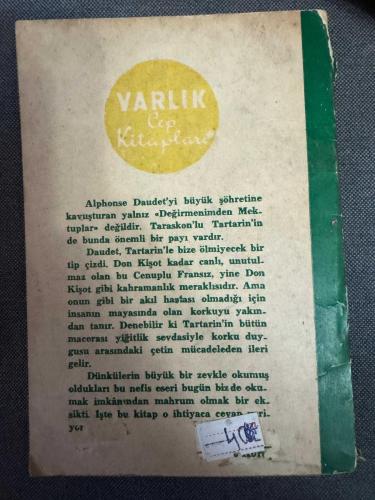 VARLIK
Cep
Kitapları
Alphonse Daudet'yi büyük şöhretine
kavuşturan yalnız «Değirmenimden Mek-
tuplar» değildir. Taraskon'lu Tartarin'in
de bunda önemli bir payı vardır.
Daudet, Tartarin'le bize ölmiyecek bir
tip çizdi. Don Kişot kadar canlı, unutul-
maz olan bu Cenuplu Fransız, yine Don
Kişot gibi kahramanlık meraklısıdır. Ama
onun gibi bir akıl hastası olmadığı için
insanın mayasında olan korkuyu yakın-
dan tanır. Denebilir ki Tartarin'in bütün
macerası yiğitlik sevdasiyle korku duy-
gusu arasındaki çetin mücadeleden ileri
gelir.
Dünkülerin büyük bir zevkle okumuş
oldukları bu nefis eseri bugün biz de oku-
mak imkânından mahrum olmak bir ek-
sikti. İşte bu kitap o ihtiyaca cevap
yor